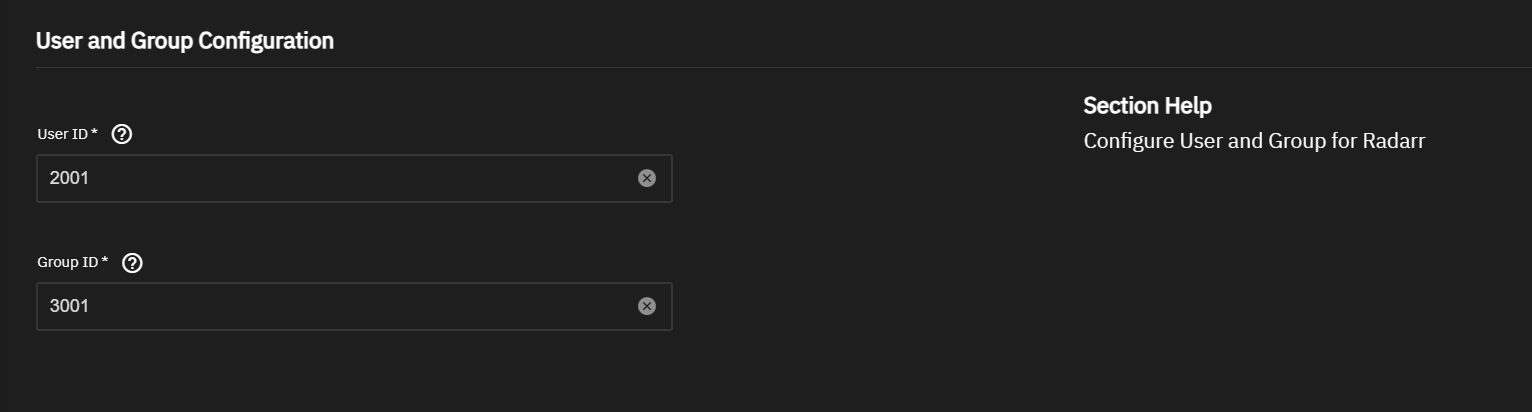 User and Group Configuration
Section Help
Configure User and Group for Radarr
User ID *
2001
Group ID *
3001